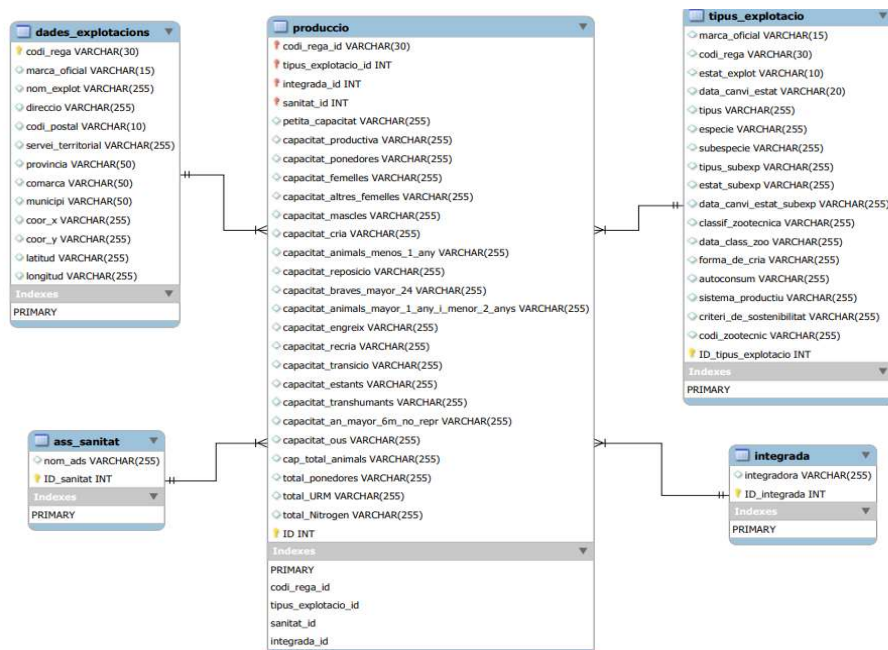 dades_explotacions
codi_rega VARCHAR(30)
marca_oficial VARCHAR(15)
nom_explot VARCHAR(255)
direccio VARCHAR(255)
codi_postal VARCHAR(10)
servei_territorial VARCHAR(255)
provincia VARCHAR(50)
comarca VARCHAR(50)
municipi VARCHAR(50)
coor_x VARCHAR(255)
coor_y VARCHAR(255)
latitud VARCHAR(255)
longitud VARCHAR(255)
Indexes
PRIMARY
ass_sanitat
nom_ads VARCHAR(255)
ID_sanitat INT
Indexes
PRIMARY
produccio
codi_rega_id VARCHAR(30)
tipus_explotacio_id INT
integrada_id INT
sanitat_id INT
petita_capacitat VARCHAR(255)
capacitat_productiva VARCHAR(255)
capacitat_ponedores VARCHAR(255)
capacitat_femelles VARCHAR(255)
capacitat_altres_femelles VARCHAR(255)
capacitat_mascles VARCHAR(255)
capacitat_cria VARCHAR(255)
capacitat_animals_menos_1_any VARCHAR(255)
capacitat_reposicio VARCHAR(255)
capacitat_braves_mayor_24 VARCHAR(255)
capacitat_animals_mayor_1_any_i_menor_2_anys VARCHAR(255)
capacitat_engreix VARCHAR(255)
capacitat_recria VARCHAR(255)
capacitat_transicio VARCHAR(255)
capacitat_estants VARCHAR(255)
capacitat_transhumants VARCHAR(255)
capacitat_an_mayor_6m_no_repr VARCHAR(255)
capacitat_ous VARCHAR(255)
cap_total_animals VARCHAR(255)
total_ponedores VARCHAR(255)
total_URM VARCHAR(255)
total_Nitrogen VARCHAR(255)
ID INT
Indexes
PRIMARY
codi_rega_id
tipus_explotacio_id
sanitat_id
integrada_id
tipus_explotacio
marca_oficial VARCHAR(15)
codi_rega VARCHAR(30)
estat_explot VARCHAR(10)
data_canvi_estat VARCHAR(20)
tipus VARCHAR(255)
especie VARCHAR(255)
subespecie VARCHAR(255)
tipus_subexp VARCHAR(255)
estat_subexp VARCHAR(255)
data_canvi_estat_subexp VARCHAR(255)
classif_zootecnica VARCHAR(255)
data_class_zoo VARCHAR(255)
forma_de_cria VARCHAR(255)
autoconsum VARCHAR(255)
sistema_productiu VARCHAR(255)
criteri_de_sostenibilitat VARCHAR(255)
codi_zootecnic VARCHAR(255)
ID_tipus_explotacio INT
Indexes
PRIMARY
integrada
integradora VARCHAR(255)
ID_integrada INT
Indexes
PRIMARY